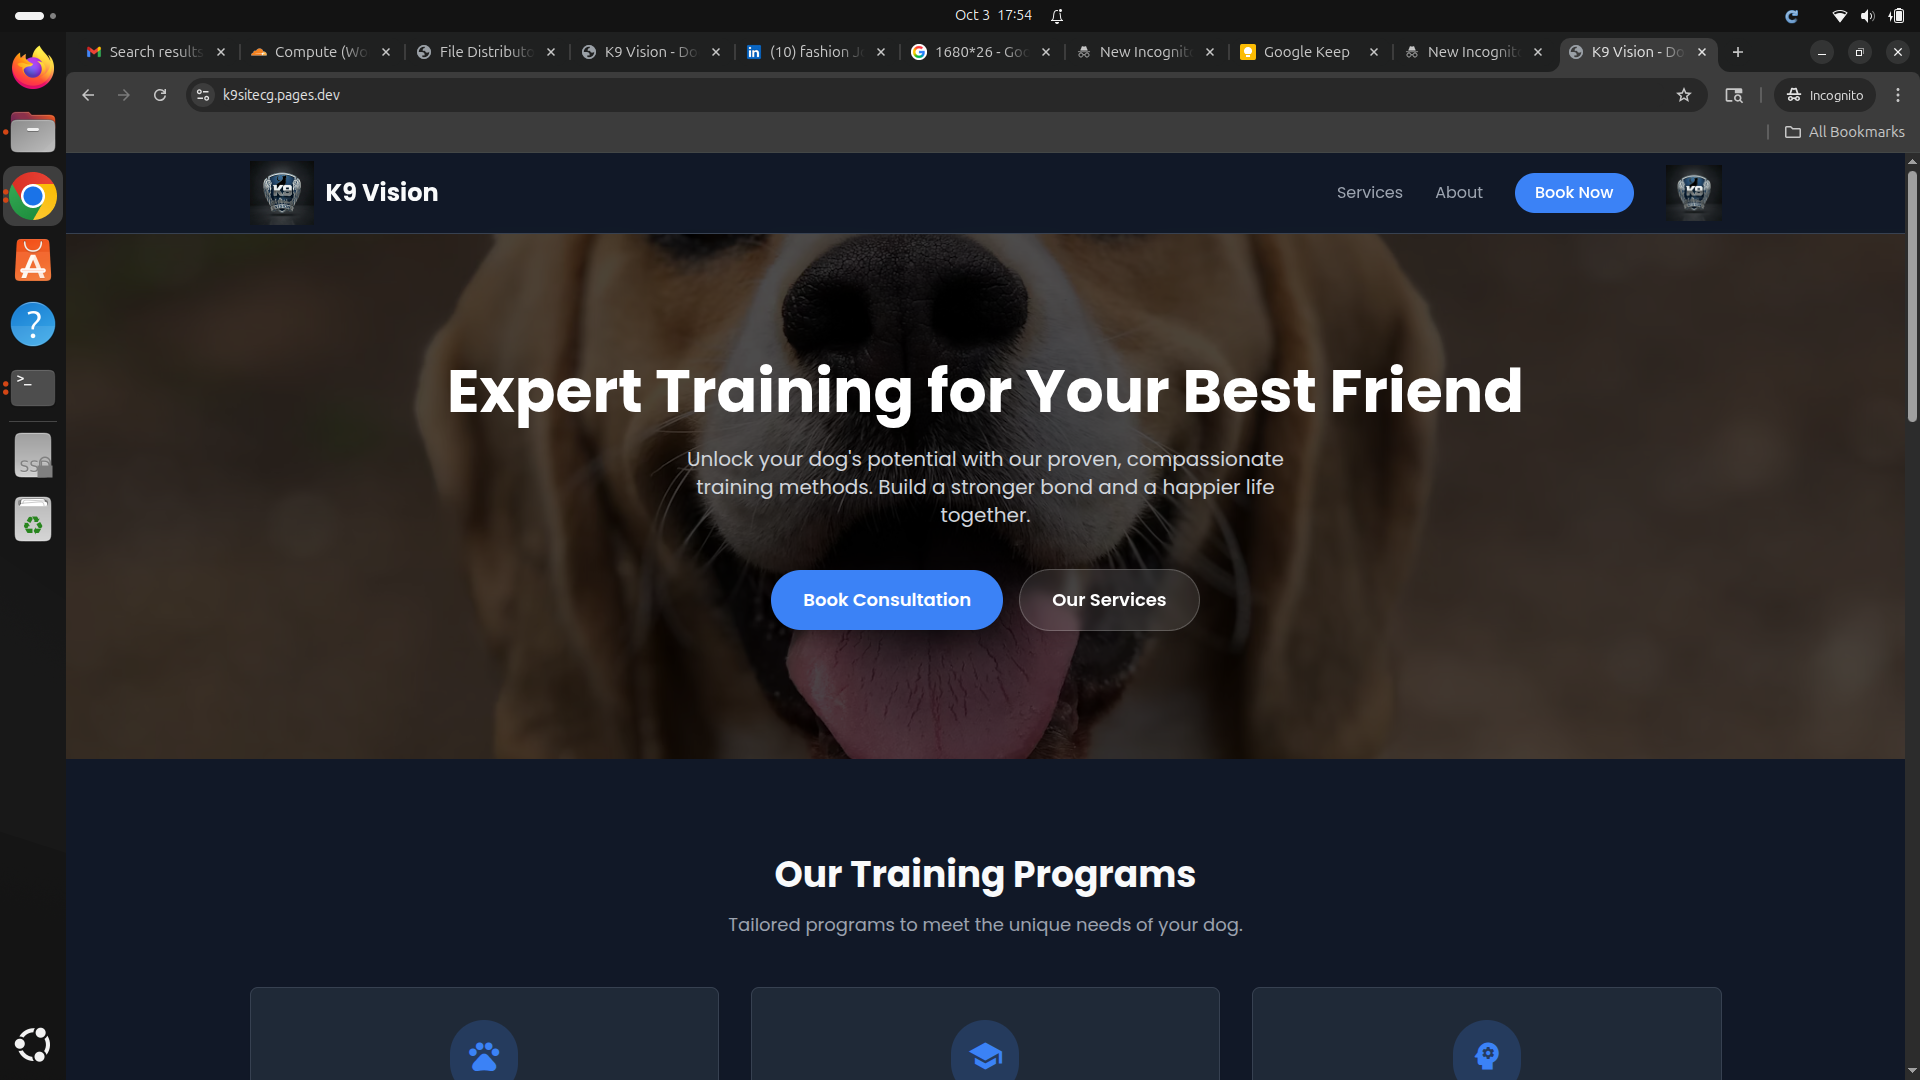 Oct 3 17:54
Search results
Compute (Wo
File Distributo
K9 Vision - Do
(10) fashion Jo
1680*26 - Goo
New Incognito
Google Keep
New Incognito
K9 Vision - Do
k9sitecg.pages.dev
Incognito
All Bookmarks
K9 Vision
Services
About
Book Now
Expert Training for Your Best Friend
Unlock your dog's potential with our proven, compassionate
training methods. Build a stronger bond and a happier life
together.
Book Consultation
Our Services
Our Training Programs
Tailored programs to meet the unique needs of your dog.